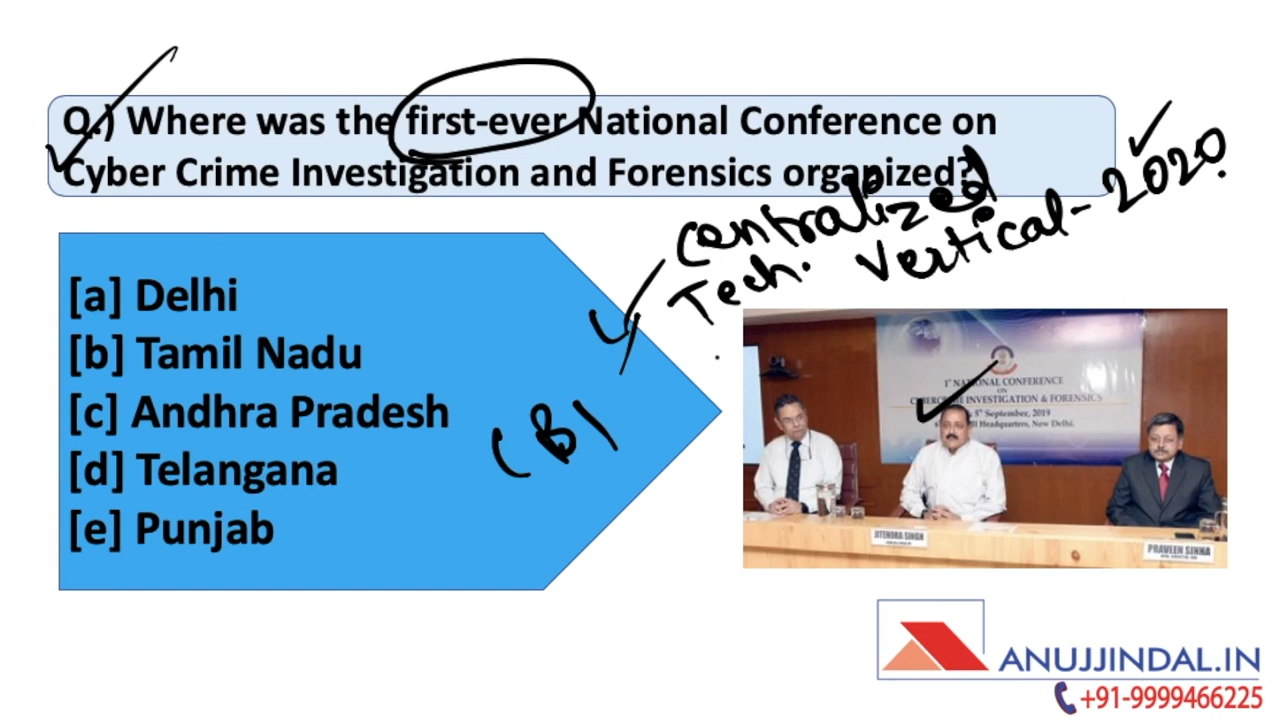 Q.) Where was the first-ever National Conference on
Cyber Crime Investigation and Forensics organized?
Centralized
Tech. Vertical - 2020.
[a] Delhi
[b] Tamil Nadu
[c] Andhra Pradesh
[d] Telangana
[e] Punjab
(B)
1st NATIONAL CONFERENCE
ON
CYBERCRIME INVESTIGATION & FORENSICS
5th September, 2019
Headquarters, New Delhi.
JITENDRA SINGH
PRAVEEN SINHA
ANUJJINDAL.IN
+91-9999466225